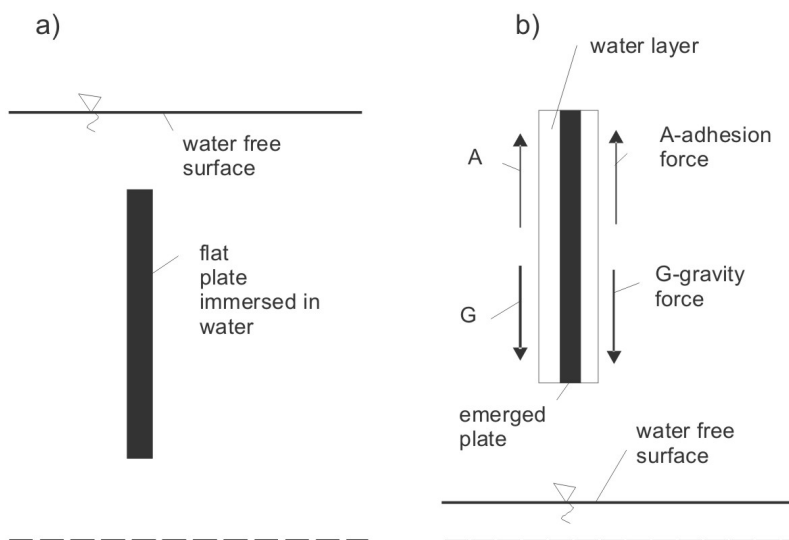 a)
water free
surface
flat
plate
immersed in
water
b)
water layer
A
A-adhesion
force
G
G-gravity
force
emerged
plate
water free
surface